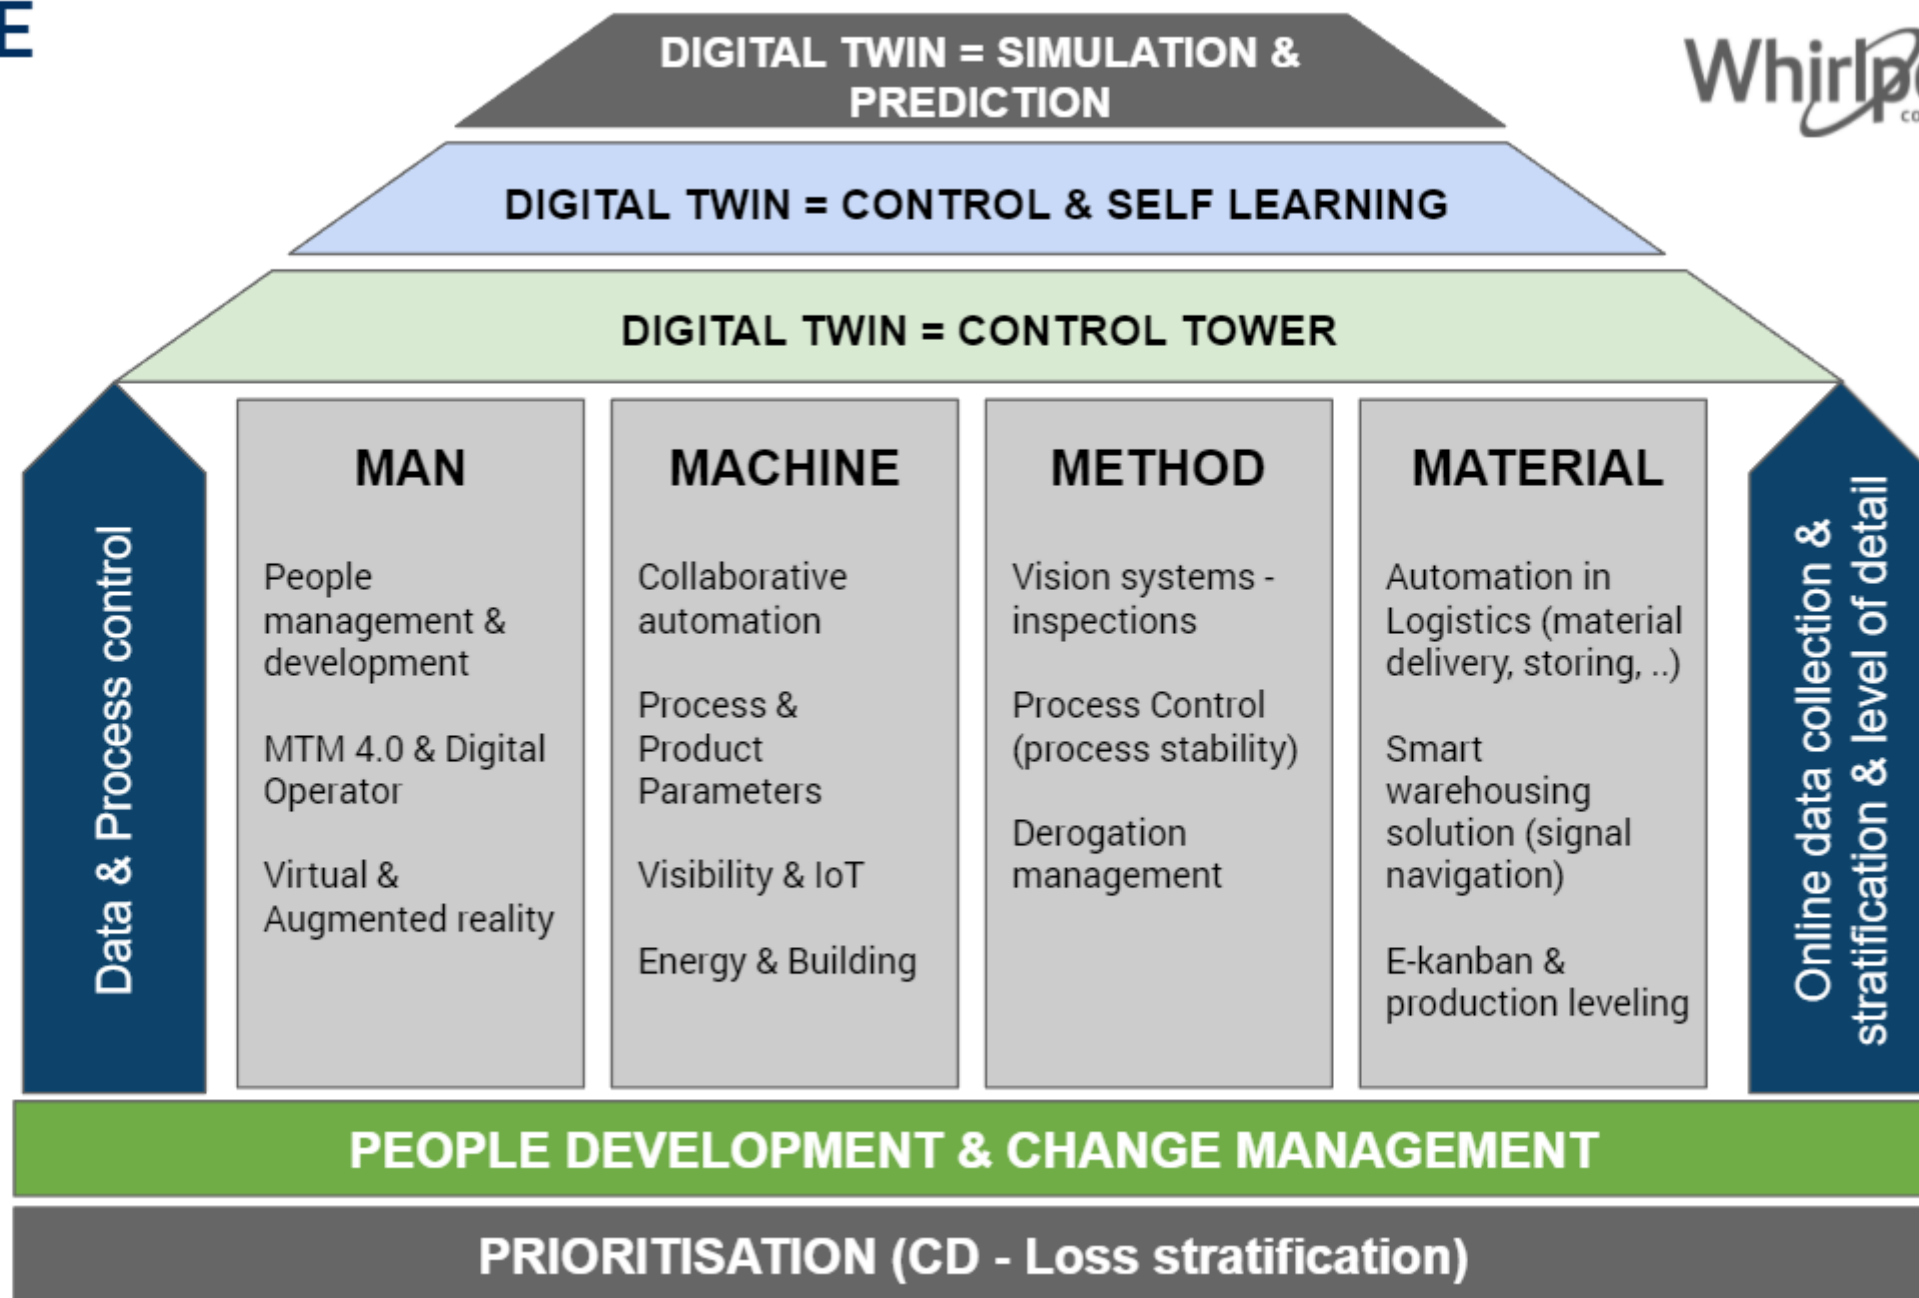 E
DIGITAL TWIN = SIMULATION &
PREDICTION
DIGITAL TWIN = CONTROL & SELF LEARNING
DIGITAL TWIN = CONTROL TOWER
Data & Process control
MAN
People
management &
development
MTM 4.0 & Digital
Operator
Virtual &
Augmented reality
MACHINE
Collaborative
automation
Process &
Product
Parameters
Visibility & IoT
Energy & Building
METHOD
Vision systems -
inspections
Process Control
(process stability)
Derogation
management
MATERIAL
Automation in
Logistics (material
delivery, storing, ..)
Smart
warehousing
solution (signal
navigation)
E-kanban &
production leveling
Online data collection &
stratification & level of detail
PEOPLE DEVELOPMENT & CHANGE MANAGEMENT
PRIORITISATION (CD - Loss stratification)